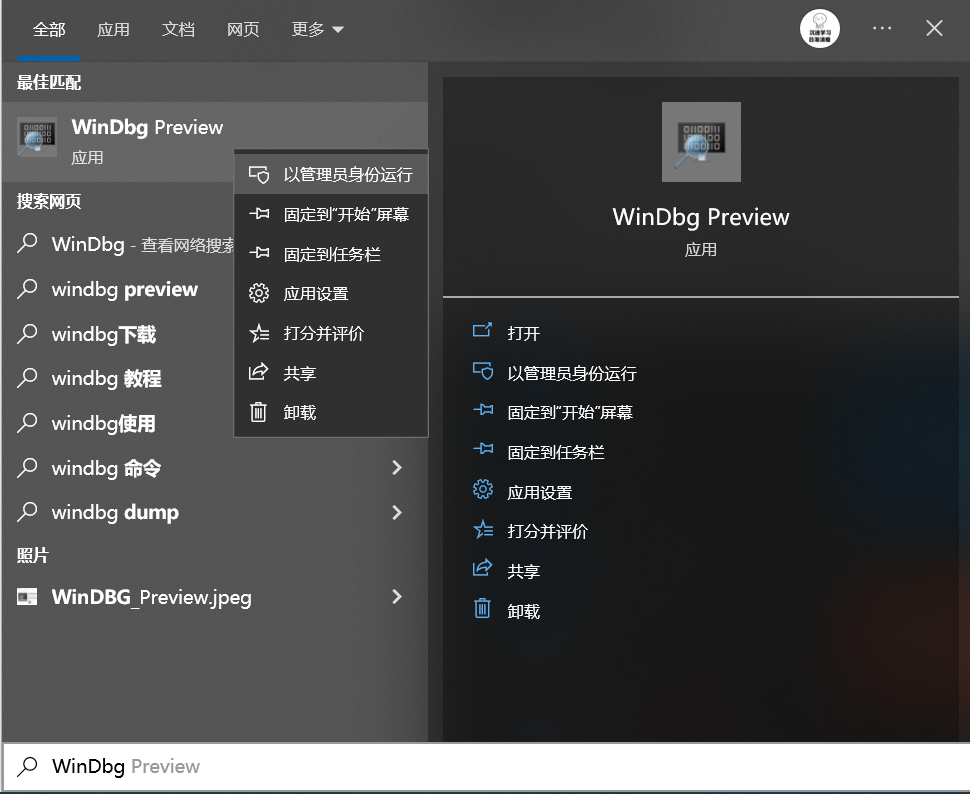 全部 应用 文档 网页 更多
最佳匹配
WinDbg Preview
应用
搜索网页
WinDbg - 查看网络搜索
windbg preview
windbg下载
windbg 教程
windbg使用
windbg 命令
windbg dump
照片
WinDBG_Preview.jpeg
以管理员身份运行
固定到"开始"屏幕
固定到任务栏
应用设置
打分并评价
共享
卸载
WinDbg Preview
应用
打开
以管理员身份运行
固定到"开始"屏幕
固定到任务栏
应用设置
打分并评价
共享
卸载
WinDbg Preview